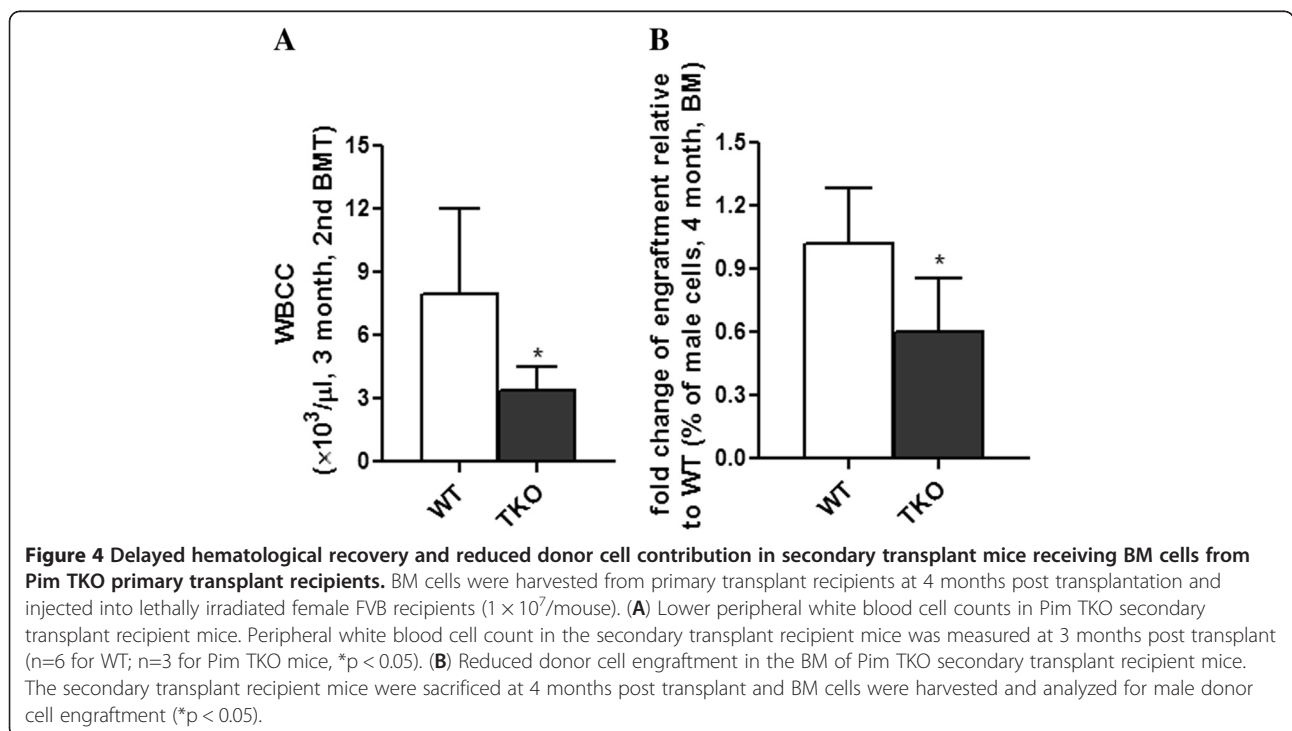 A
WBCC
(×10³/µl, 3 month, 2nd BMT)
15
12
9
6
3
0
*
WT
TKO
B
fold change of engraftment relative
to WT (% of male cells, 4 month, BM)
1.5
1.2
0.9
0.6
0.3
0.0
*
WT
TKO
Figure 4 Delayed hematological recovery and reduced donor cell contribution in secondary transplant mice receiving BM cells from
Pim TKO primary transplant recipients. BM cells were harvested from primary transplant recipients at 4 months post transplantation and
injected into lethally irradiated female FVB recipients (1 × 10⁷/mouse). (A) Lower peripheral white blood cell counts in Pim TKO secondary
transplant recipient mice. Peripheral white blood cell count in the secondary transplant recipient mice was measured at 3 months post transplant
(n=6 for WT; n=3 for Pim TKO mice, *p < 0.05). (B) Reduced donor cell engraftment in the BM of Pim TKO secondary transplant recipient mice.
The secondary transplant recipient mice were sacrificed at 4 months post transplant and BM cells were harvested and analyzed for male donor
cell engraftment (*p < 0.05).